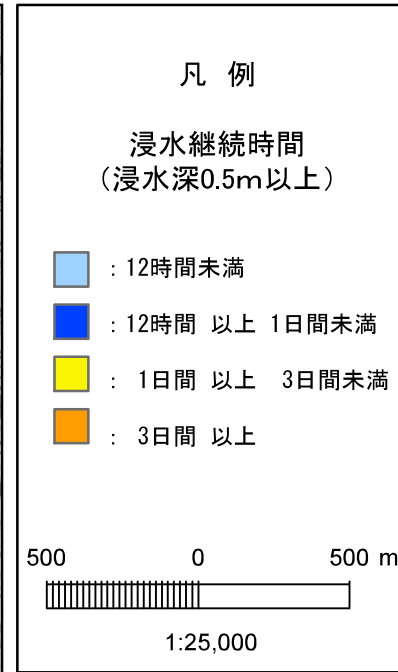 凡 例
浸水継続時間
（浸水深0.5m以上）
：12時間未満
：12時間 以上 1日間未満
： 1日間 以上 3日間未満
： 3日間 以上
500 0 500 m
1:25,000